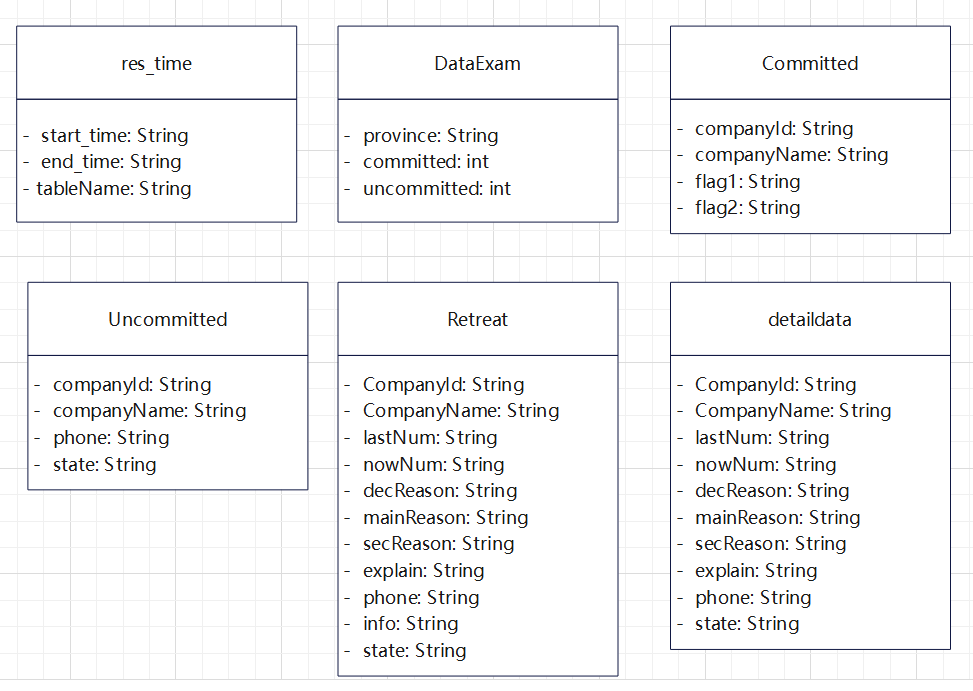 res_time
- start_time: String
- end_time: String
- tableName: String
DataExam
- province: String
- committed: int
- uncommitted: int
Committed
- companyId: String
- companyName: String
- flag1: String
- flag2: String
Uncommitted
- companyId: String
- companyName: String
- phone: String
- state: String
Retreat
- CompanyId: String
- CompanyName: String
- lastNum: String
- nowNum: String
- decReason: String
- mainReason: String
- secReason: String
- explain: String
- phone: String
- info: String
- state: String
detaildata
- CompanyId: String
- CompanyName: String
- lastNum: String
- nowNum: String
- decReason: String
- mainReason: String
- secReason: String
- explain: String
- phone: String
- state: String